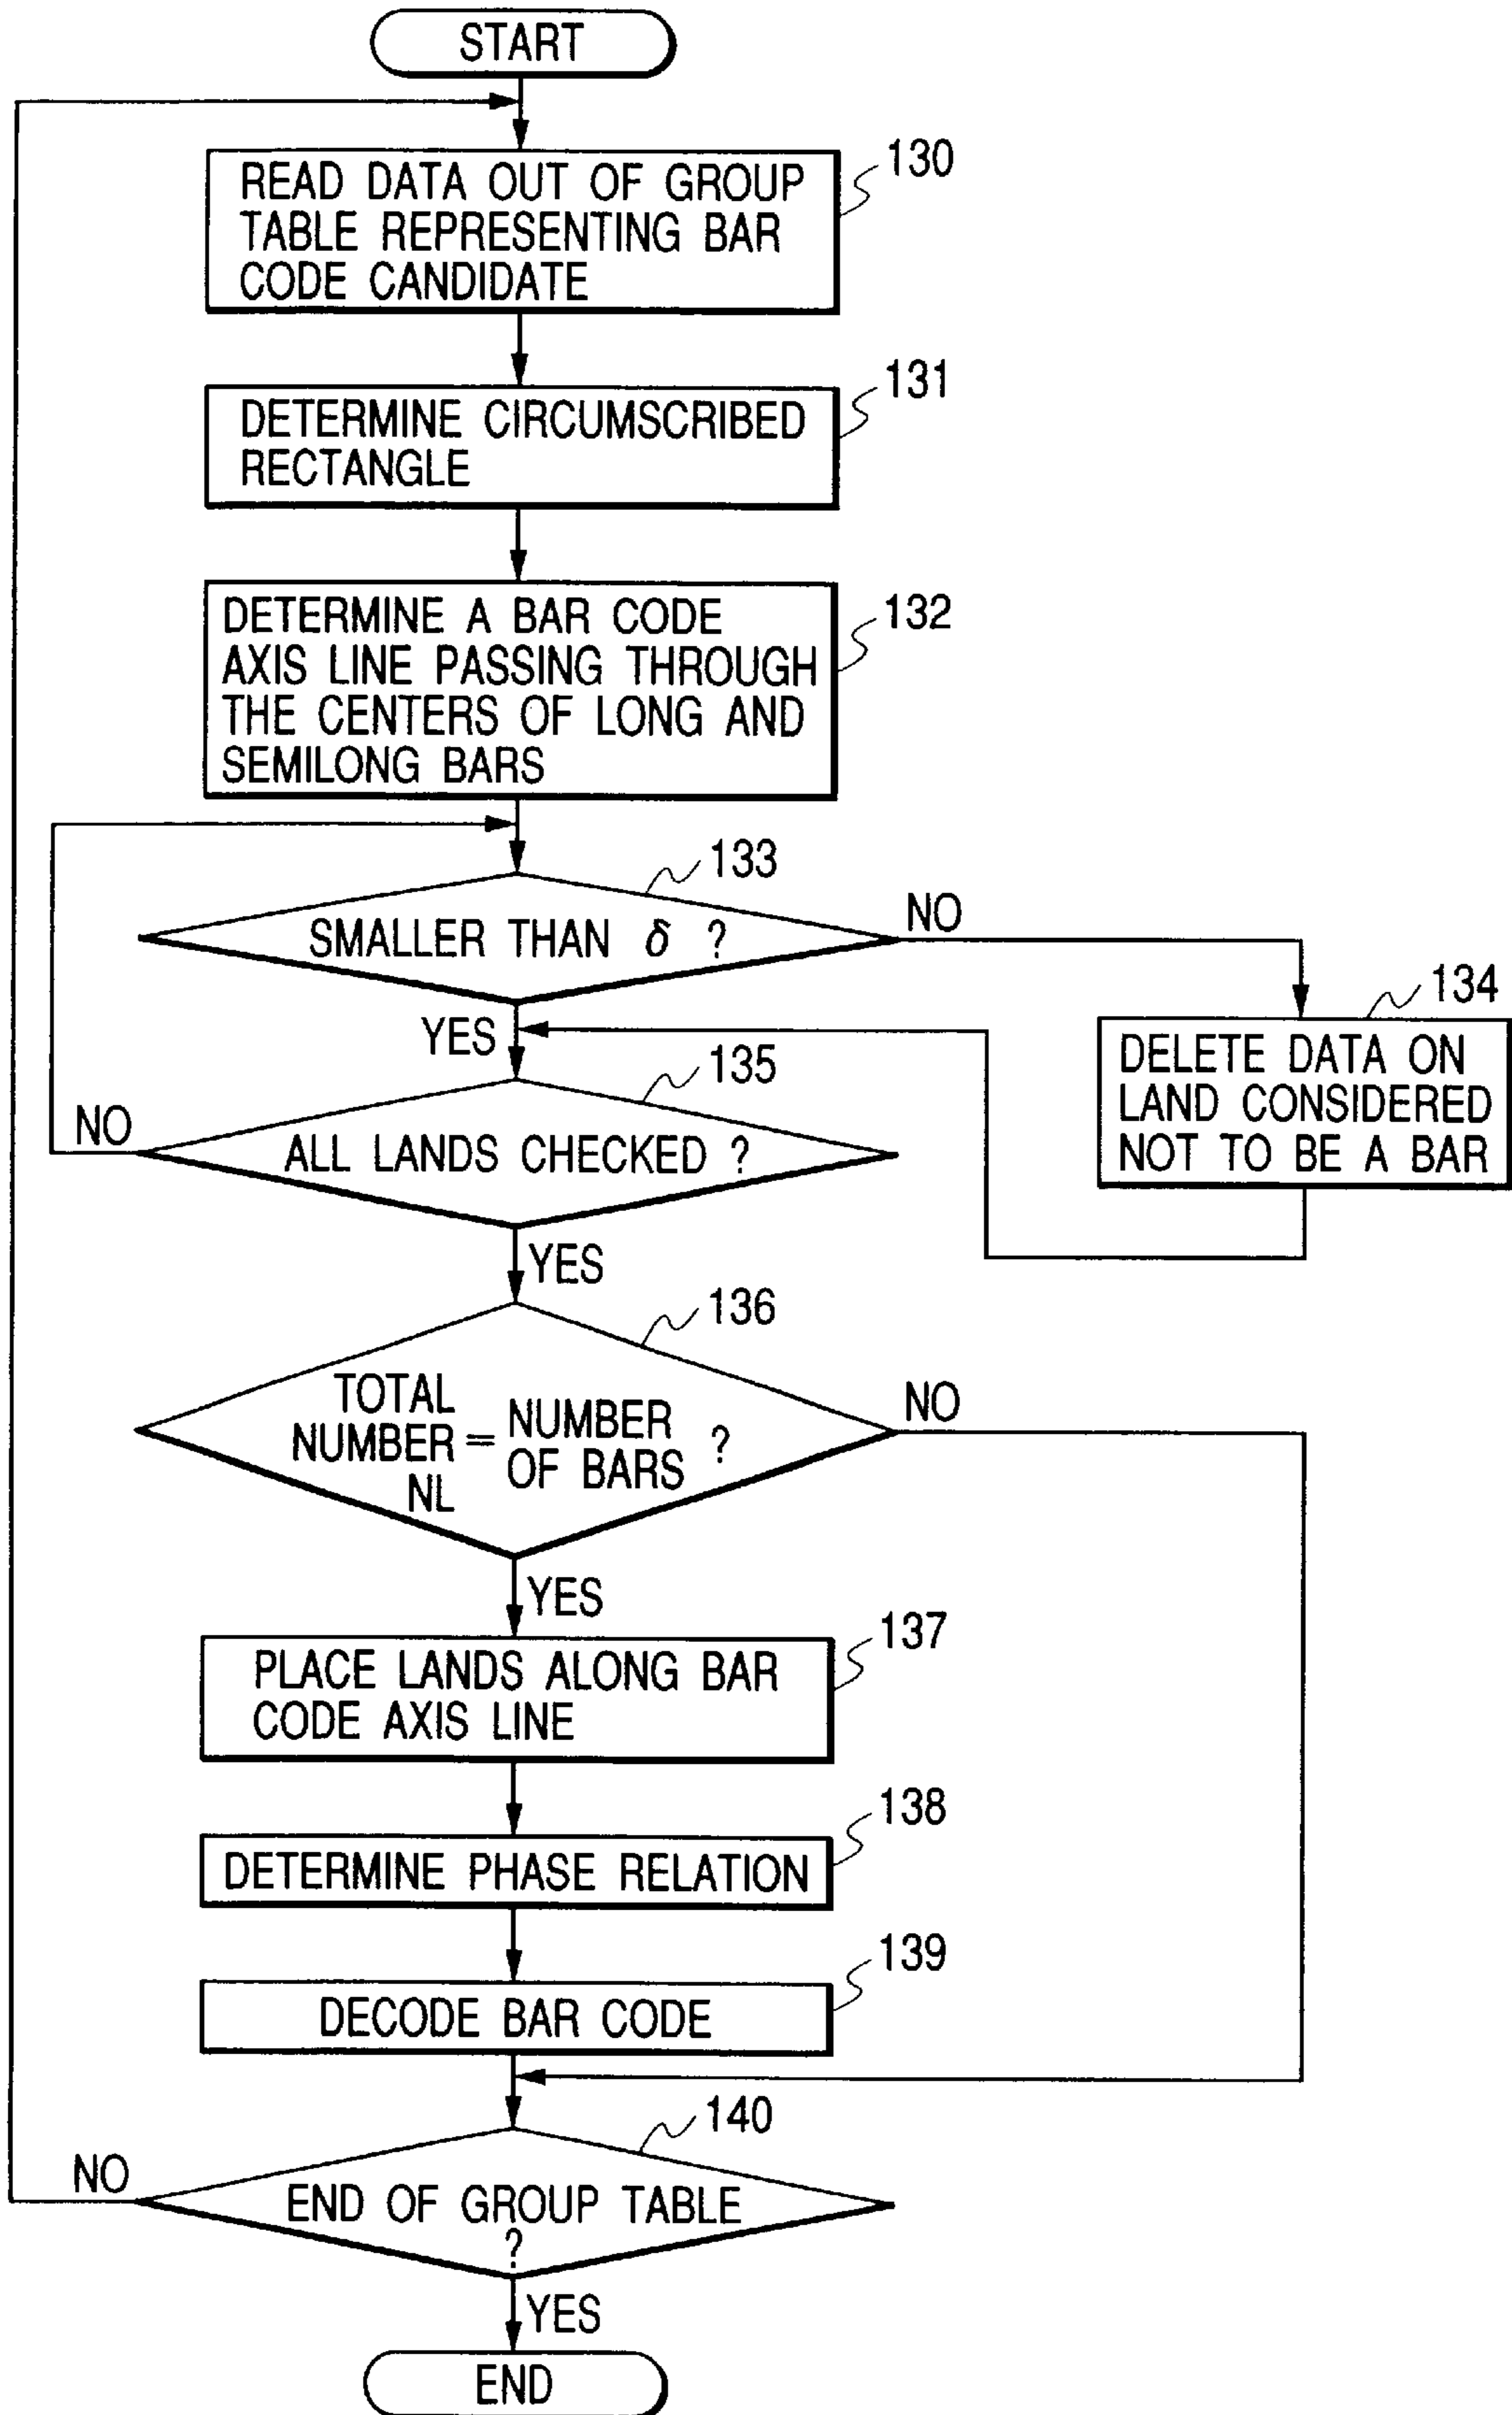 START
READ DATA OUT OF GROUP
TABLE REPRESENTING BAR
CODE CANDIDATE
130
DETERMINE CIRCUMSCRIBED
RECTANGLE
131
DETERMINE A BAR CODE
AXIS LINE PASSING THROUGH
THE CENTERS OF LONG AND
SEMILONG BARS
132
133
SMALLER THAN δ ?
NO
YES
134
DELETE DATA ON
LAND CONSIDERED
NOT TO BE A BAR
135
NO
ALL LANDS CHECKED ?
YES
136
TOTAL
NUMBER = NUMBER
OF BARS ?
NL
NO
YES
137
PLACE LANDS ALONG BAR
CODE AXIS LINE
138
DETERMINE PHASE RELATION
139
DECODE BAR CODE
140
NO
END OF GROUP TABLE
?
YES
END